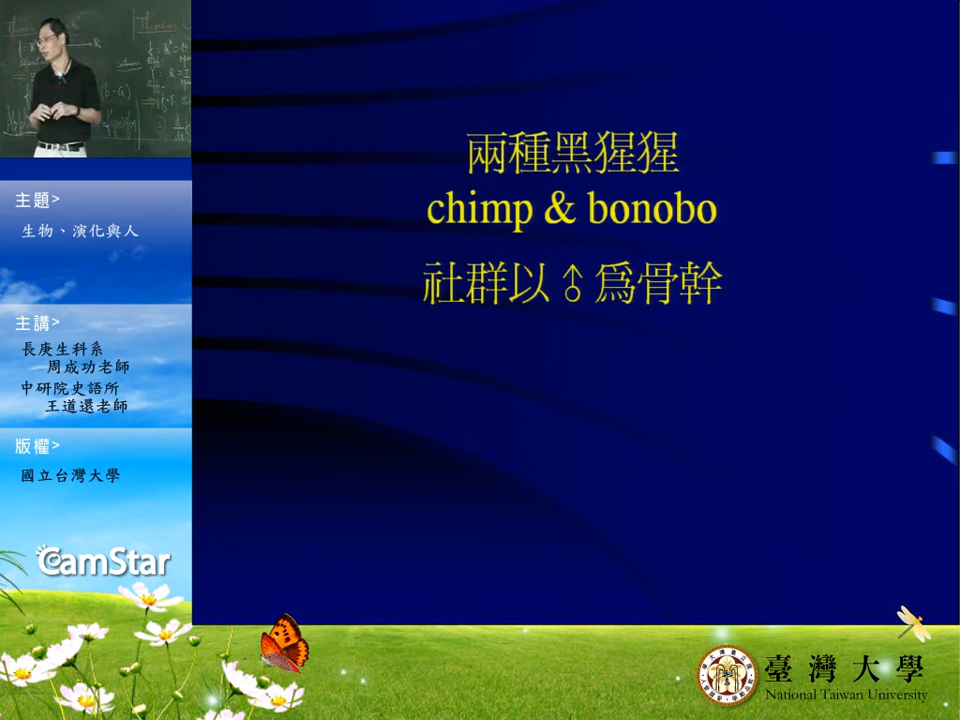 主題>
生物、演化與人
主講>
長庚生科系
周成功老師
中研院史語所
王道還老師
版權>
國立台灣大學
CamStar
兩種黑猩猩
chimp & bonobo
社群以♂爲骨幹
臺灣大學
National Taiwan University